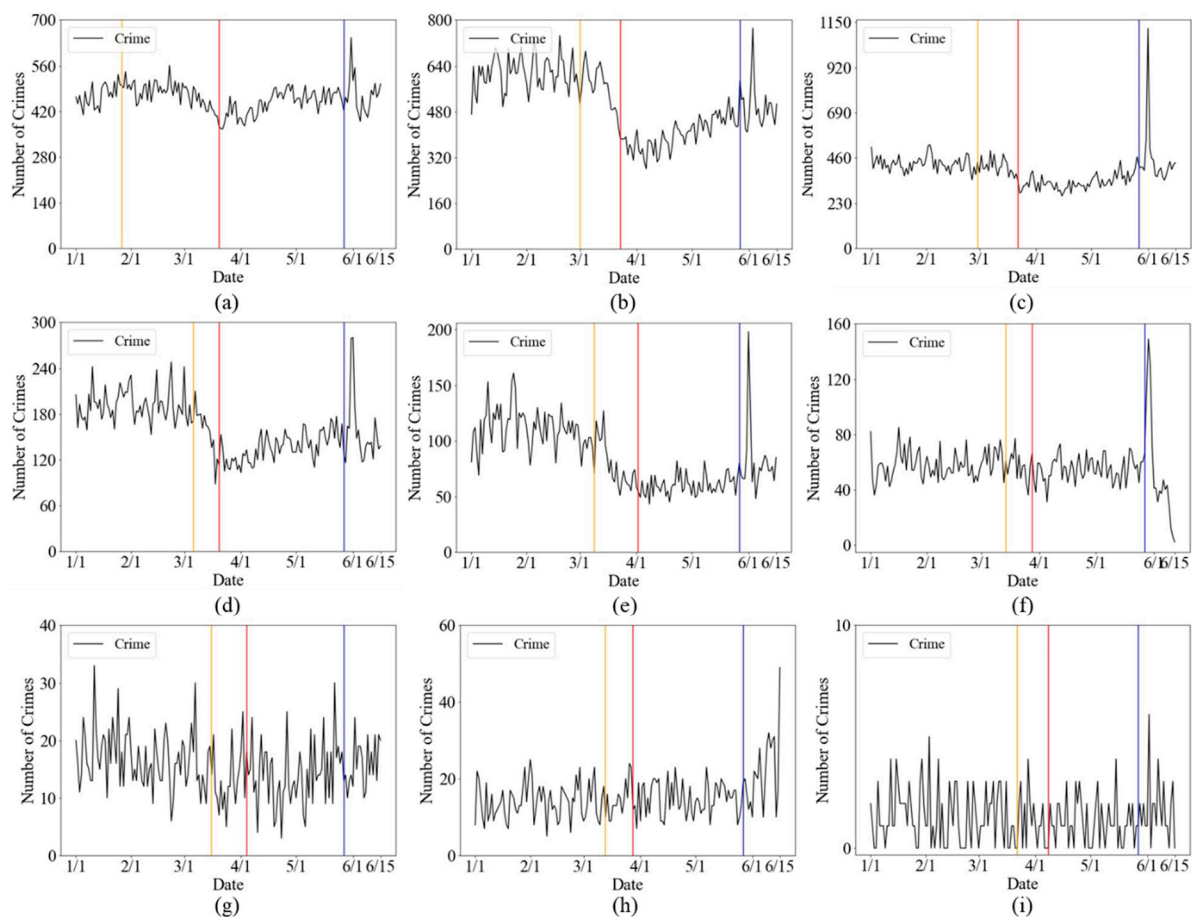 700
560
420
280
140
0
Number of Crimes
Crime
1/1 2/1 3/1 4/1 5/1 6/1 6/15
Date
(a)
800
640
480
320
160
0
Number of Crimes
Crime
1/1 2/1 3/1 4/1 5/1 6/1 6/15
Date
(b)
1150
920
690
460
230
0
Number of Crimes
Crime
1/1 2/1 3/1 4/1 5/1 6/1 6/15
Date
(c)
300
240
180
120
60
0
Number of Crimes
Crime
1/1 2/1 3/1 4/1 5/1 6/1 6/15
Date
(d)
200
150
100
50
0
Number of Crimes
Crime
1/1 2/1 3/1 4/1 5/1 6/1 6/15
Date
(e)
160
120
80
40
0
Number of Crimes
Crime
1/1 2/1 3/1 4/1 5/1 6/1 6/15
Date
(f)
40
30
20
10
0
Number of Crimes
Crime
1/1 2/1 3/1 4/1 5/1 6/1 6/15
Date
(g)
60
40
20
0
Number of Crimes
Crime
1/1 2/1 3/1 4/1 5/1 6/1 6/15
Date
(h)
10
0
Number of Crimes
Crime
1/1 2/1 3/1 4/1 5/1 6/1 6/15
Date
(i)